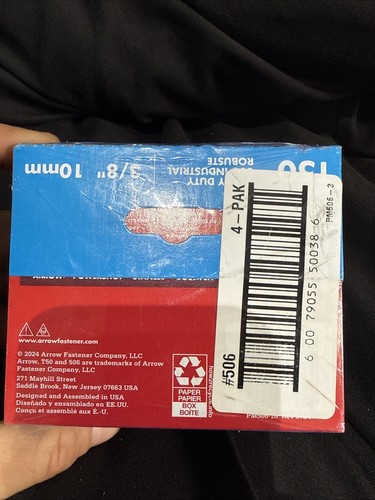 T50
HEAVY DUTY
INDUSTRIAL
ROBUSTE
3/8" 10mm
4-PAK
#506
6 00 79055 50038 6
PM506-3
www.arrowfastener.com
© 2024 Arrow Fastener Company, LLC
Arrow, T50 and 506 are trademarks of Arrow
Fastener Company, LLC
271 Mayhill Street
Saddle Brook, New Jersey 07663 USA
Designed and Assembled in USA
Diseñado y ensamblado en EE.UU.
Conçu et assemblé aux É.-U.
PAPER
PAPIER
BOX
BOÎTE